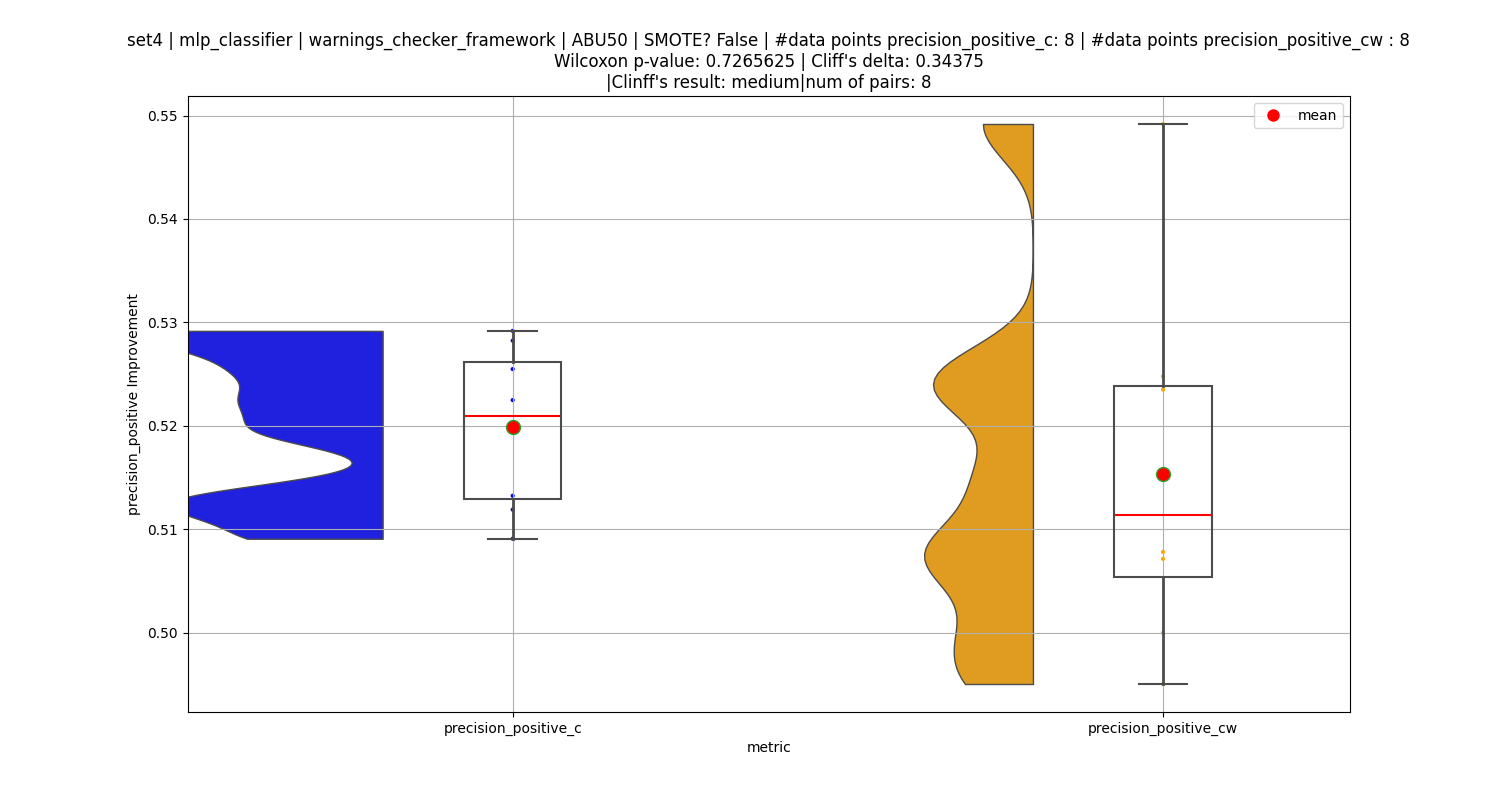 set4 | mlp_classifier | warnings_checker_framework | ABU50 | SMOTE? False | #data points precision_positive_c: 8 | #data points precision_positive_cw : 8
Wilcoxon p-value: 0.7265625 | Cliff's delta: 0.34375
|Clinff's result: medium|num of pairs: 8
mean
0.55
0.54
0.53
0.52
0.51
0.50
precision_positive Improvement
precision_positive_c
precision_positive_cw
metric